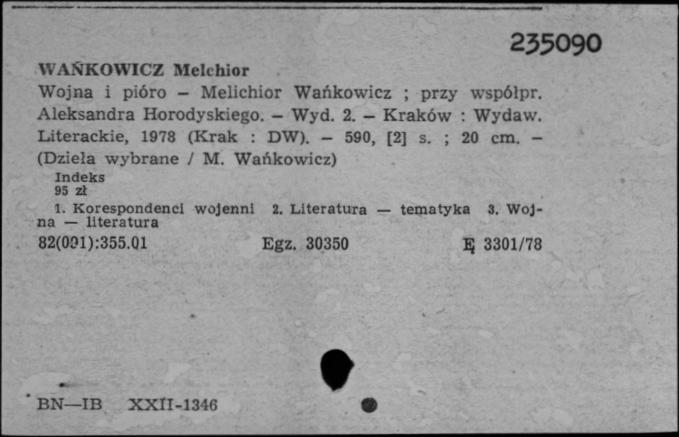 235090
WAŃKOWICZ Melchior
Wojna i pióro — Melichior Wańkowicz ; przy współpr.
Aleksandra Horodyskiego. — Wyd. 2. — Kraków : Wydaw.
Literackie, 1978 (Krak : DW). — 590, [2] s. ; 20 cm. —
(Dzieła wybrane / M. Wańkowicz)
Indeks
95 zł
1. Korespondenci wojenni 2. Literatura — tematyka 3. Woj-
na — literatura
82(091):355.01 Egz. 30350 Ę 3301/78
BN—IB XXII-1346